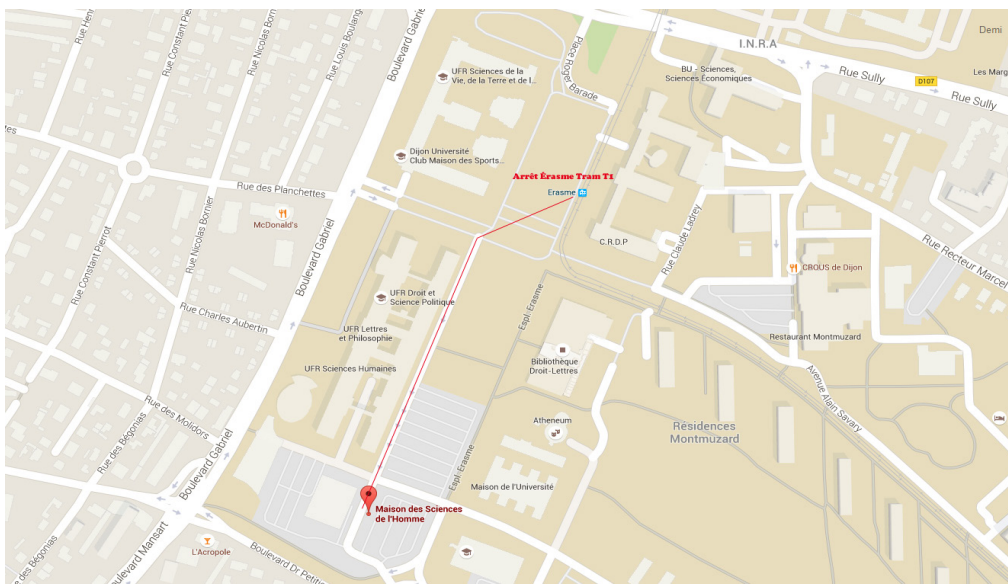 Rue Constant Pierrot
Rue Nicolas Bornier
Rue Louis Boulanger
Boulevard Gabriel
UFR Sciences de la
Vie, de la Terre et de l...
Place Roger Barade
I.N.R.A
BU - Sciences,
Sciences Économiques
Demi
Les Marg
Rue Sully
D107
Rue Sully
Dijon Université
Club Maison des Sports...
Rue des Planchettes
McDonald's
Arrêt Érasme Tram T1
Erasme
C.R.D.P
Rue Claude Ladrey
Rue Recteur Marcel
CROUS de Dijon
Restaurant Montmuzard
Rue Constant Pierrot
Rue Nicolas Bornier
Boulevard Gabriel
Rue Charles Aubertin
UFR Droit et
Science Politique
UFR Lettres
et Philosophie
UFR Sciences Humaines
Espl. Erasme
Bibliothèque
Droit-Lettres
Avenue Alain Savary
Atheneum
Résidences
Montmuzard
Rue des Molidors
Rue des Bégonias
Boulevard Gabriel
Espl. Erasme
Maison de l'Université
Maison des Sciences
de l'Homme
L'Acropole
Boulevard Mansart
Rue des Bégonias
Boulevard Dr Petitj